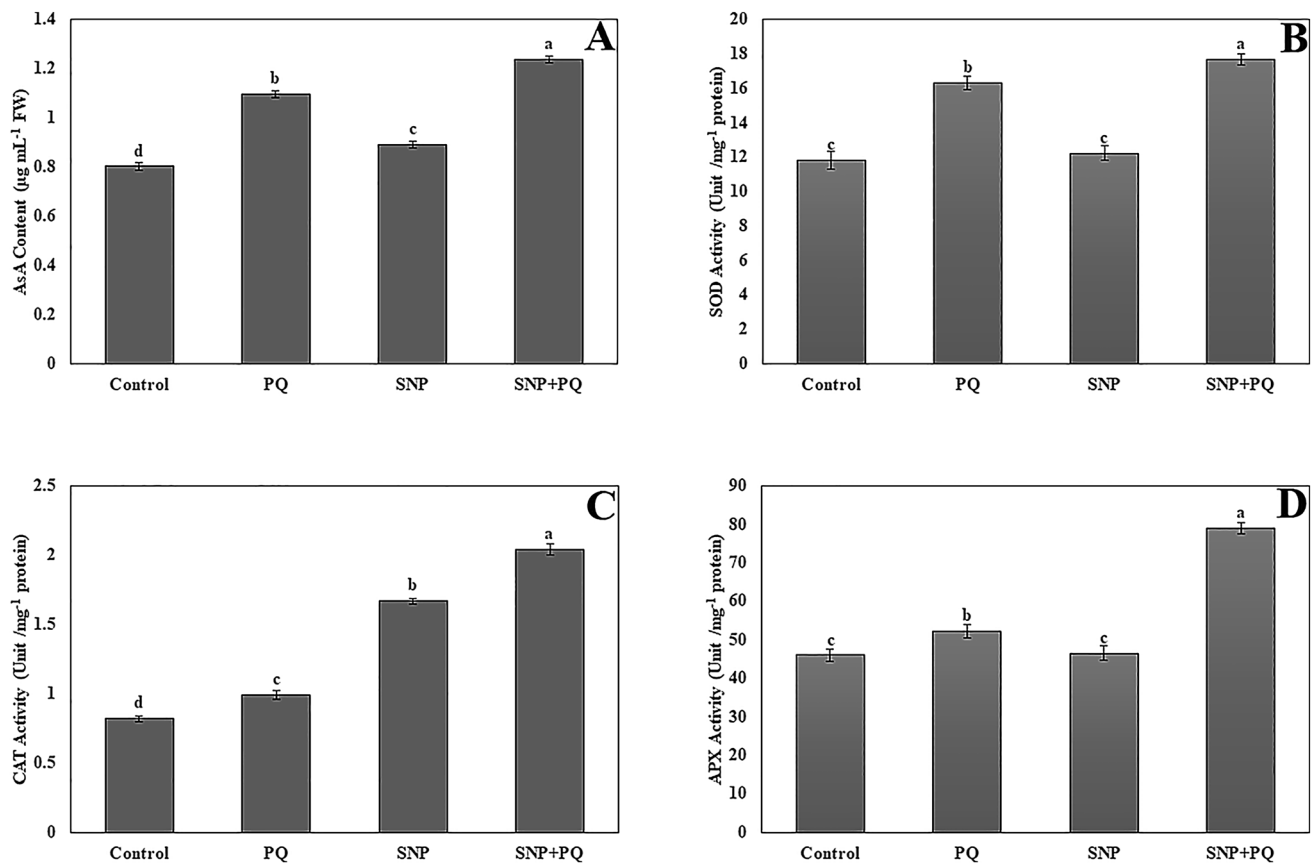 A
AsA Content (µg mL-1 FW)
1.4
1.2
1
0.8
0.6
0.4
0.2
0
d
b
c
a
Control PQ SNP SNP+PQ
B
SOD Activity (Unit /mg-1 protein)
20
18
16
14
12
10
8
6
4
2
0
c
b
c
a
Control PQ SNP SNP+PQ
C
CAT Activity (Unit /mg-1 protein)
2.5
2
1.5
1
0.5
0
d
c
b
a
Control PQ SNP SNP+PQ
D
APX Activity (Unit /mg-1 protein)
90
80
70
60
50
40
30
20
10
0
c
b
c
a
Control PQ SNP SNP+PQ